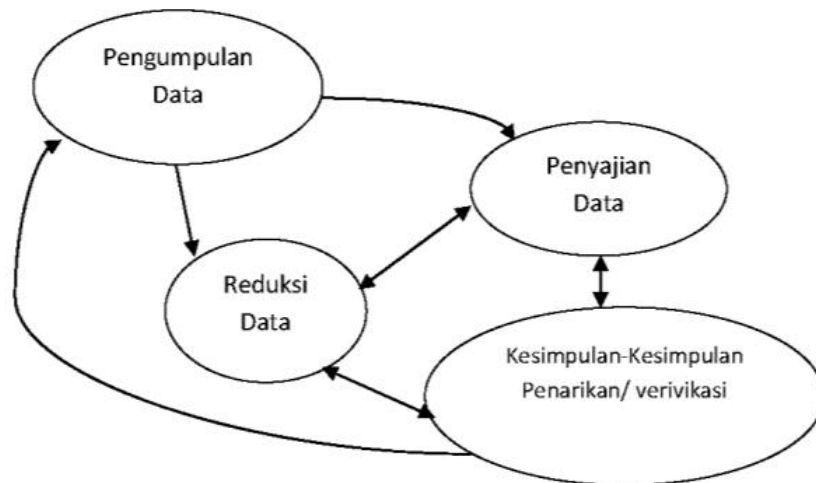 Pengumpulan
Data
Penyajian
Data
Reduksi
Data
Kesimpulan-Kesimpulan
Penarikan/ verivikasi